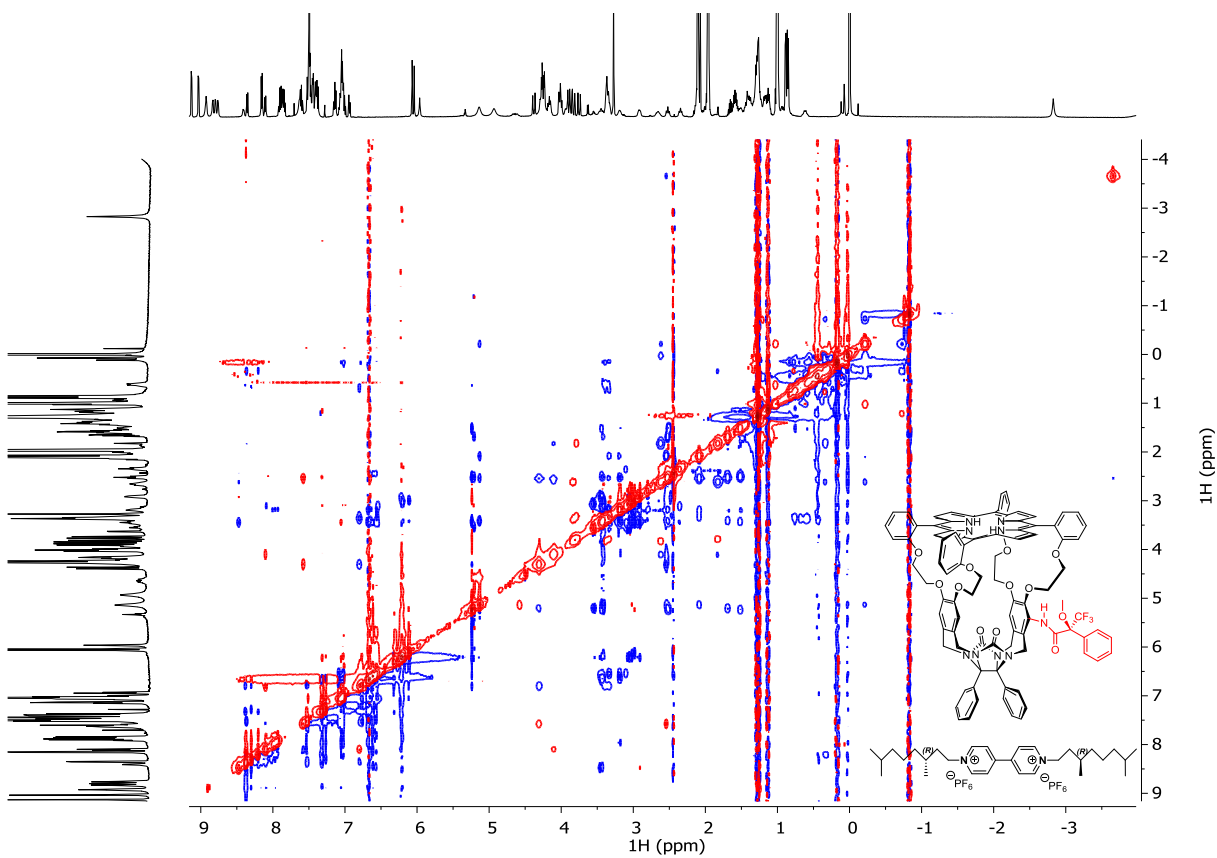 -4
-3
-2
-1
0
1
2
3
4
5
6
7
8
9
1H (ppm)
9 8 7 6 5 4 3 2 1 0 -1 -2 -3
1H (ppm)
NH N
N HN
O O
O O
O O O O
H
N O CF3
O
O O
N N N N
(R) (R)
N⊕ ⊕N
⊖PF6 ⊖PF6